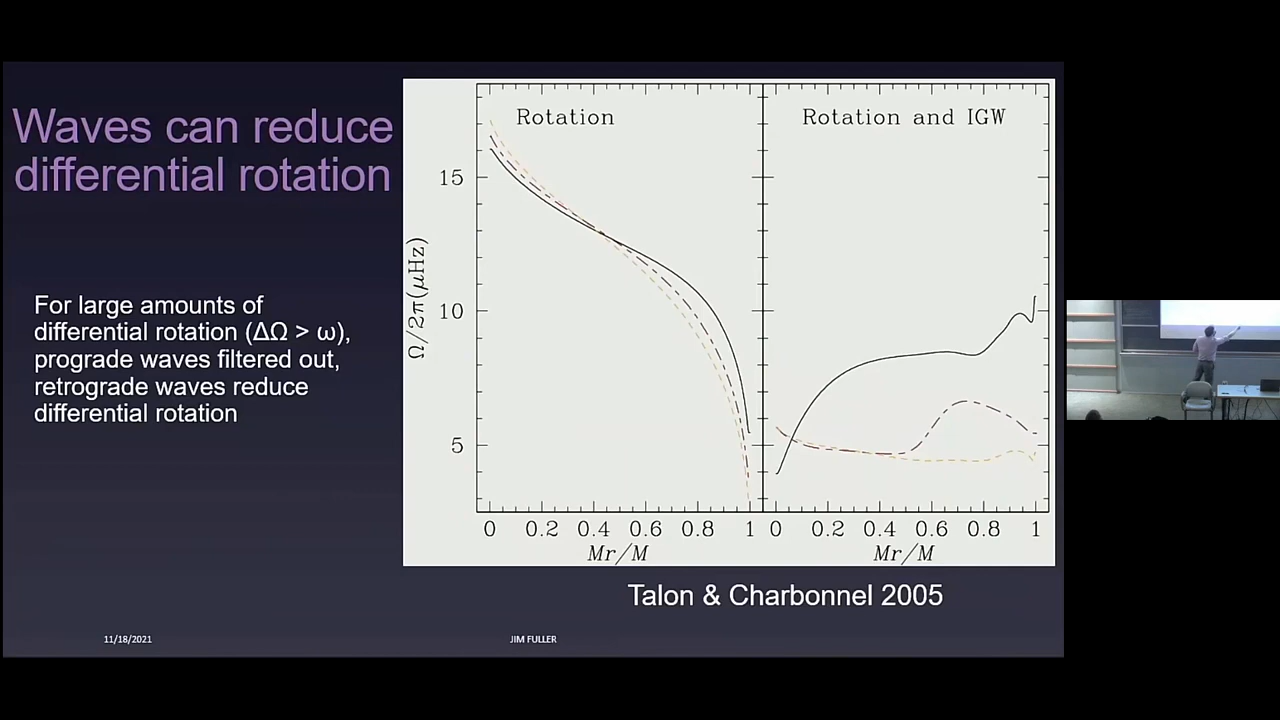 Waves can reduce
differential rotation
For large amounts of
differential rotation (ΔΩ > ω),
prograde waves filtered out,
retrograde waves reduce
differential rotation
Rotation
Rotation and IGW
Ω/2π(μHz)
15
10
5
0 0.2 0.4 0.6 0.8 1
0 0.2 0.4 0.6 0.8 1
Mr/M
Mr/M
Talon & Charbonnel 2005
11/18/2021
JIM FULLER